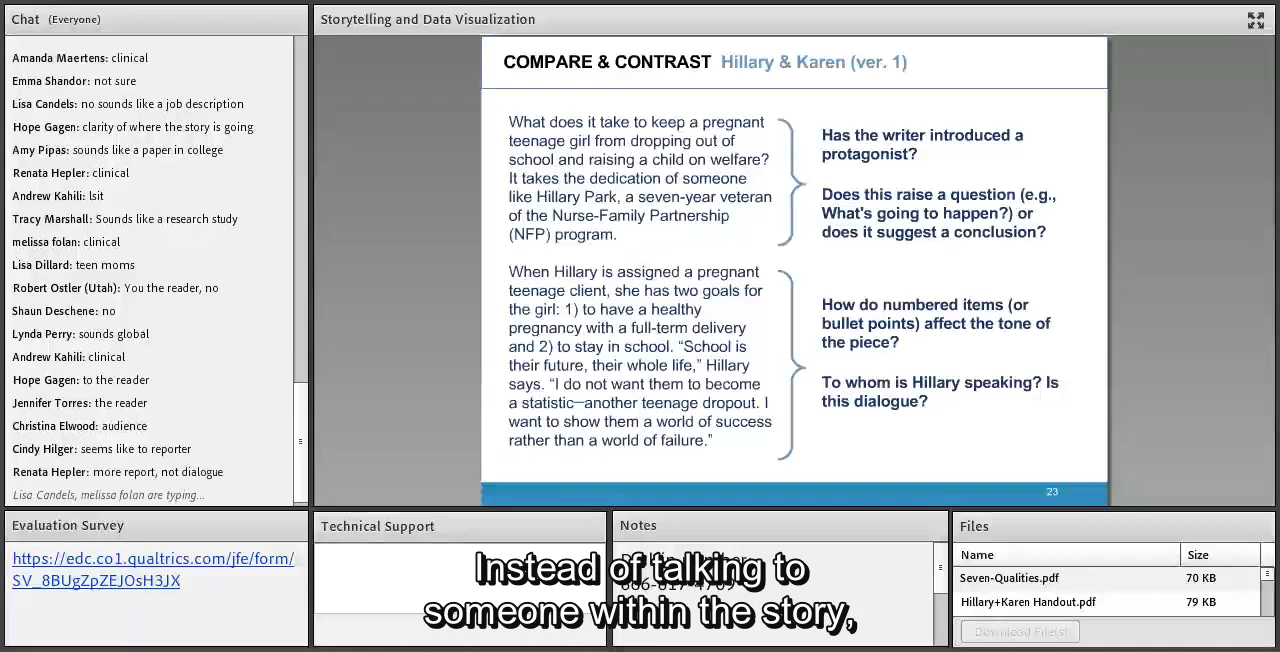 Chat (Everyone)
Amanda Maertens: clinical
Emma Shandor: not sure
Lisa Candels: no sounds like a job description
Hope Gagen: clarity of where the story is going
Amy Pipas: sounds like a paper in college
Renata Hepler: clinical
Andrew Kahili: lsit
Tracy Marshall: Sounds like a research study
melissa folan: clinical
Lisa Dillard: teen moms
Robert Ostler (Utah): You the reader, no
Shaun Deschene: no
Lynda Perry: sounds global
Andrew Kahili: clinical
Hope Gagen: to the reader
Jennifer Torres: the reader
Christina Elwood: audience
Cindy Hilger: seems like to reporter
Renata Hepler: more report, not dialogue
Lisa Candels, melissa folan are typing...
Storytelling and Data Visualization
COMPARE & CONTRAST Hillary & Karen (ver. 1)
What does it take to keep a pregnant
teenage girl from dropping out of
school and raising a child on welfare?
It takes the dedication of someone
like Hillary Park, a seven-year veteran
of the Nurse-Family Partnership
(NFP) program.
Has the writer introduced a
protagonist?
Does this raise a question (e.g.,
What's going to happen?) or
does it suggest a conclusion?
When Hillary is assigned a pregnant
teenage client, she has two goals for
the girl: 1) to have a healthy
pregnancy with a full-term delivery
and 2) to stay in school. “School is
their future, their whole life,” Hillary
says. “I do not want them to become
a statistic—another teenage dropout. I
want to show them a world of success
rather than a world of failure.”
How do numbered items (or
bullet points) affect the tone of
the piece?
To whom is Hillary speaking? Is
this dialogue?
23
Evaluation Survey
https://edc.co1.qualtrics.com/jfe/form/
SV_8BUgZpZEJOsH3JX
Technical Support
Notes
Files
Name Size
Seven-Qualities.pdf 70 KB
Hillary+Karen Handout.pdf 79 KB
Download File(s)
Instead of talking to
someone within the story,